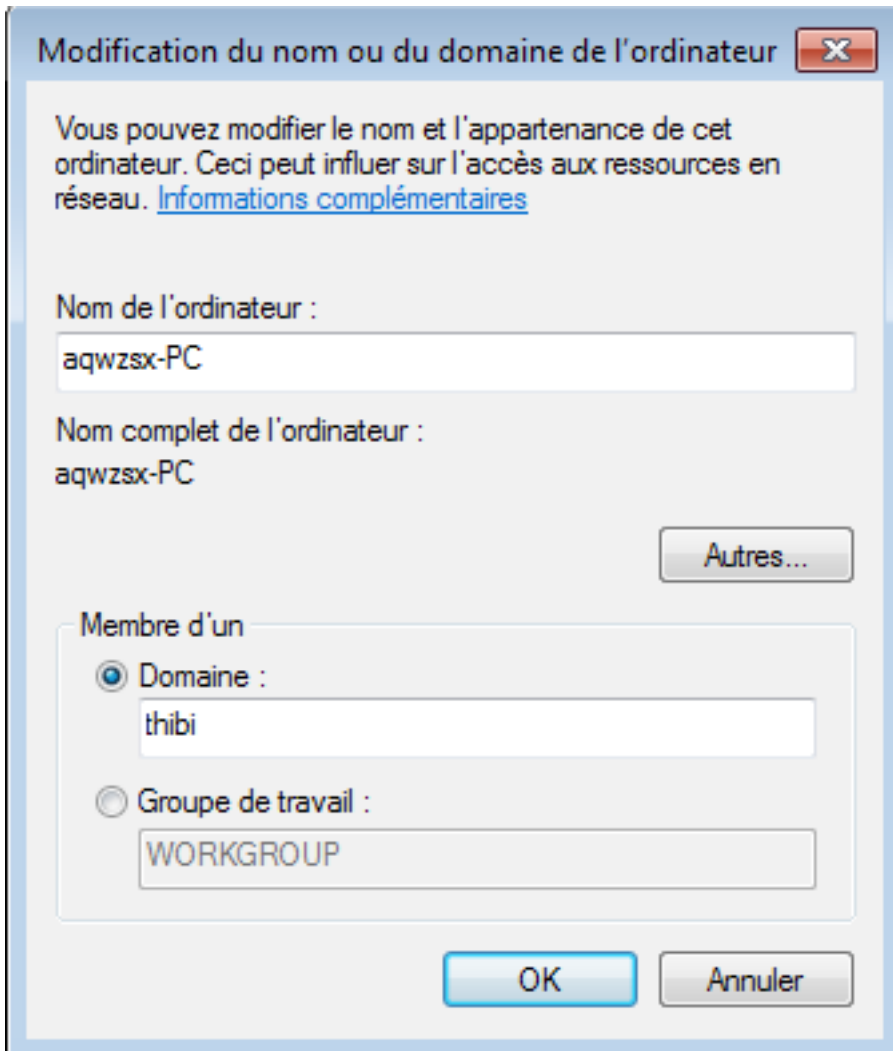 Modification du nom ou du domaine de l'ordinateur
Vous pouvez modifier le nom et l'appartenance de cet
ordinateur. Ceci peut influer sur l'accès aux ressources en
réseau. Informations complémentaires
Nom de l'ordinateur :
aqwzsx-PC
Nom complet de l'ordinateur :
aqwzsx-PC
Autres...
Membre d'un
Domaine :
thibi
Groupe de travail :
WORKGROUP
OK Annuler